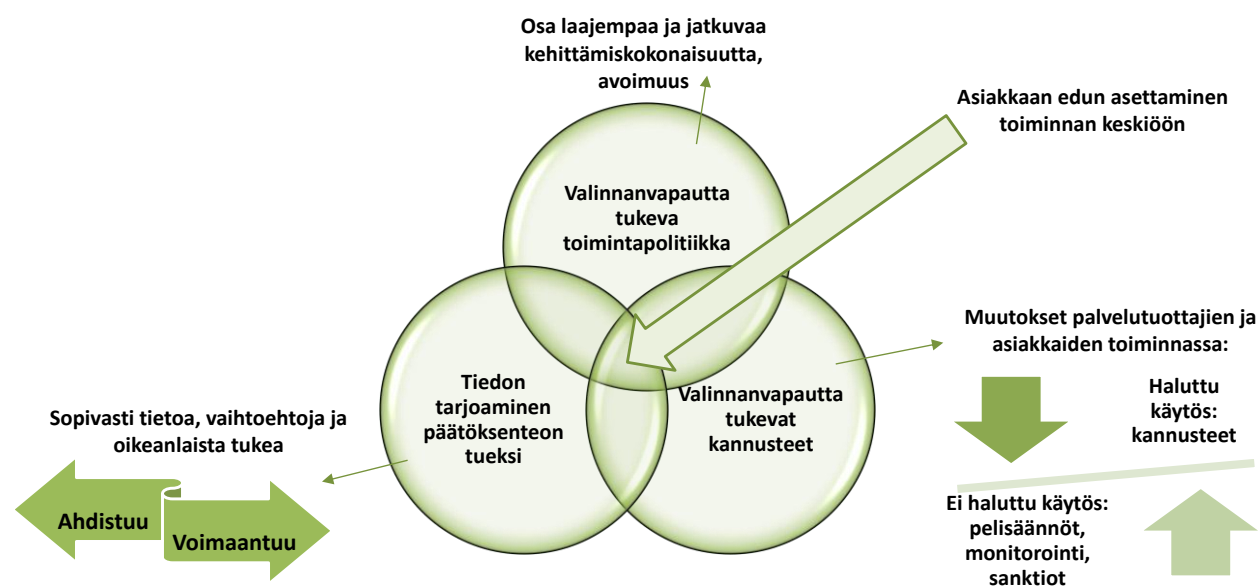 Osa laajempaa ja jatkuvaa
kehittämiskokonaisuutta,
avoimuus
Asiakkaan edun asettaminen
toiminnan keskiöön
Valinnanvapautta
tukeva
toimintapolitiikka
Muutokset palvelutuottajien ja
asiakkaiden toiminnassa:
Tiedon
tarjoaminen
päätöksenteon
tueksi
Valinnanvapautta
tukevat
kannusteet
Haluttu
käytös:
kannusteet
Sopivasti tietoa, vaihtoehtoja ja
oikeanlaista tukea
Ahdistuu
Voimaantuu
Ei haluttu käytös:
pelisäännöt,
monitorointi,
sanktiot